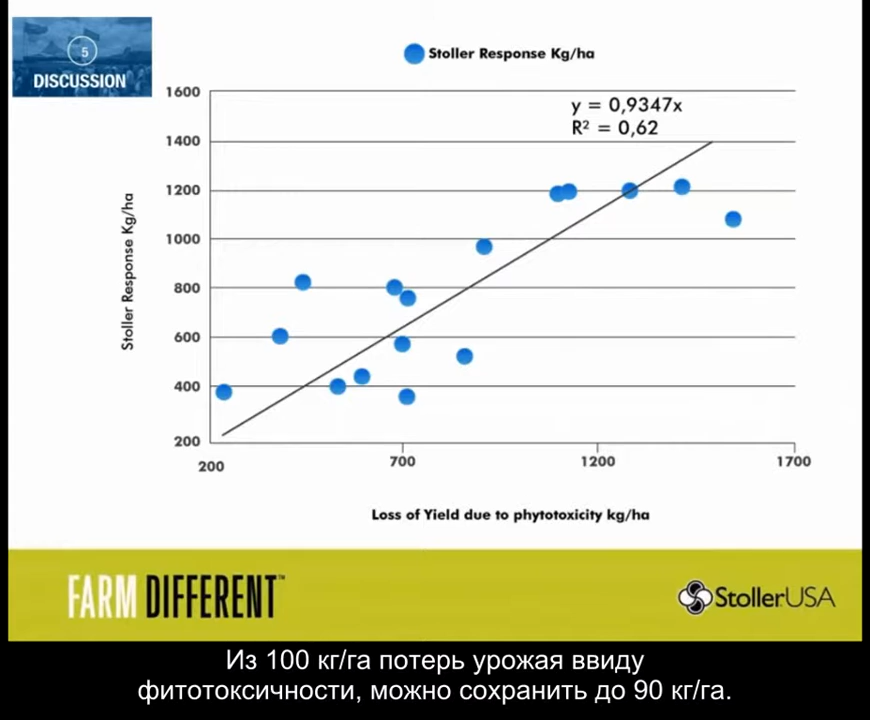 5
DISCUSSION
Stoller Response Kg/ha
y = 0,9347x
R² = 0,62
1600
1400
1200
1000
800
600
400
200
Stoller Response Kg/ha
200 700 1200 1700
Loss of Yield due to phytotoxicity kg/ha
FARM DIFFERENT™
StollerUSA
Из 100 кг/га потерь урожая ввиду
фитотоксичности, можно сохранить до 90 кг/га.